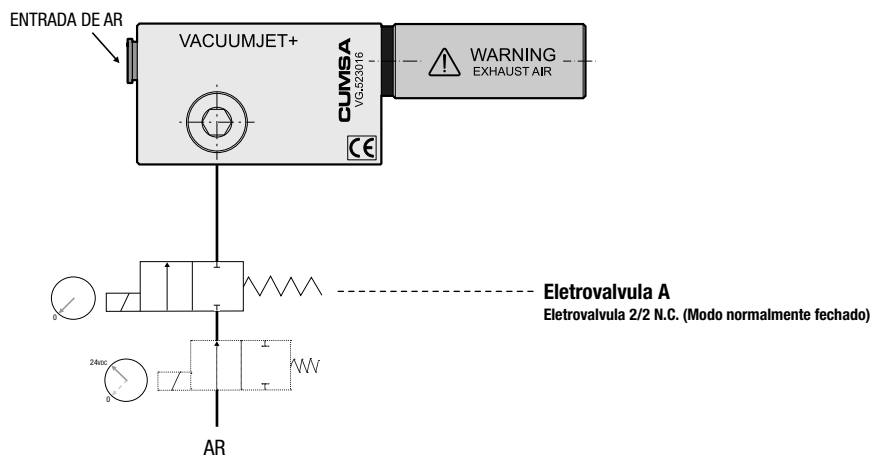 ENTRADA DE AR
VACUUMJET+
CUMSA
VG.523016
CE
WARNING
EXHAUST AIR
0
Eletrovalvula A
Eletrovalvula 2/2 N.C. (Modo normalmente fechado)
24VDC
0
AR